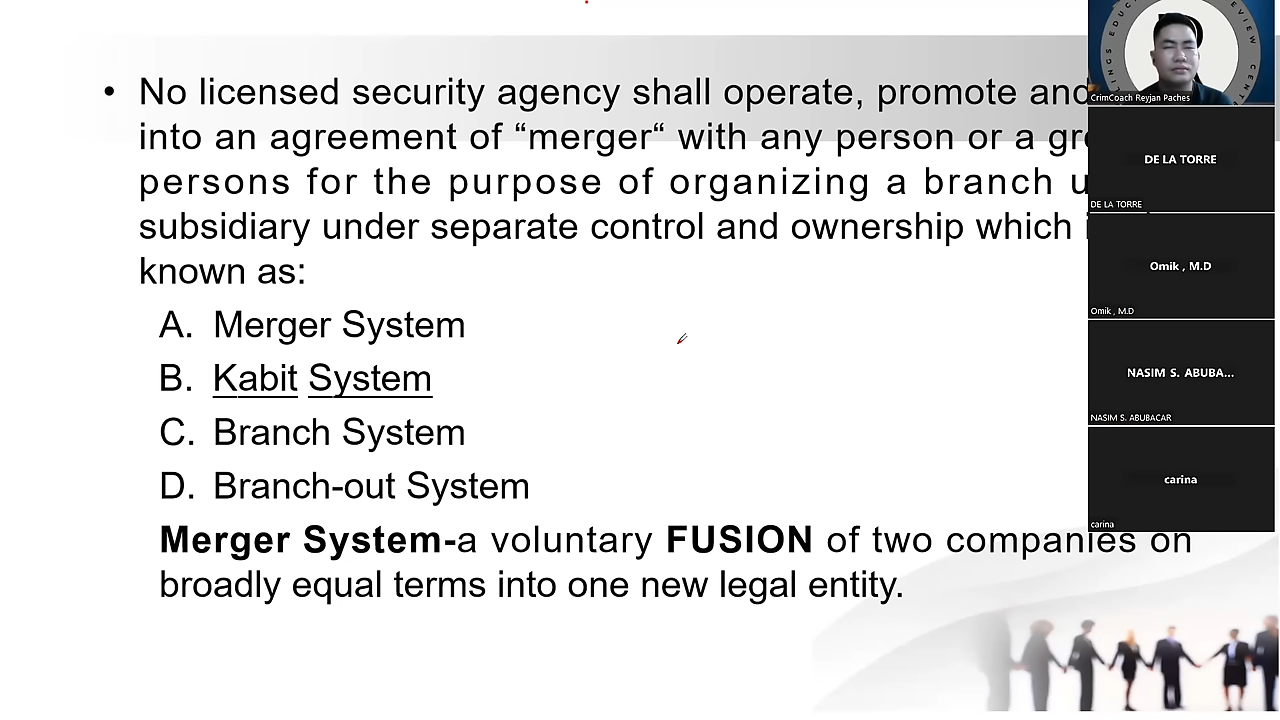 • No licensed security agency shall operate, promote and
into an agreement of “merger“ with any person or a
persons for the purpose of organizing a branch
subsidiary under separate control and ownership which
known as:
A. Merger System
B. Kabit System
C. Branch System
D. Branch-out System
Merger System-a voluntary FUSION of two companies on
broadly equal terms into one new legal entity.
CrimCoach Reyjan Paches
DE LA TORRE
DE LA TORRE
Omik , M.D
Omik , M.D
NASIM S. ABUBA...
NASIM S. ABUBACAR
carina
carina